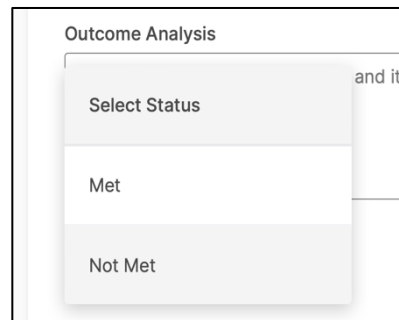 Outcome Analysis
and it
Select Status
Met
Not Met